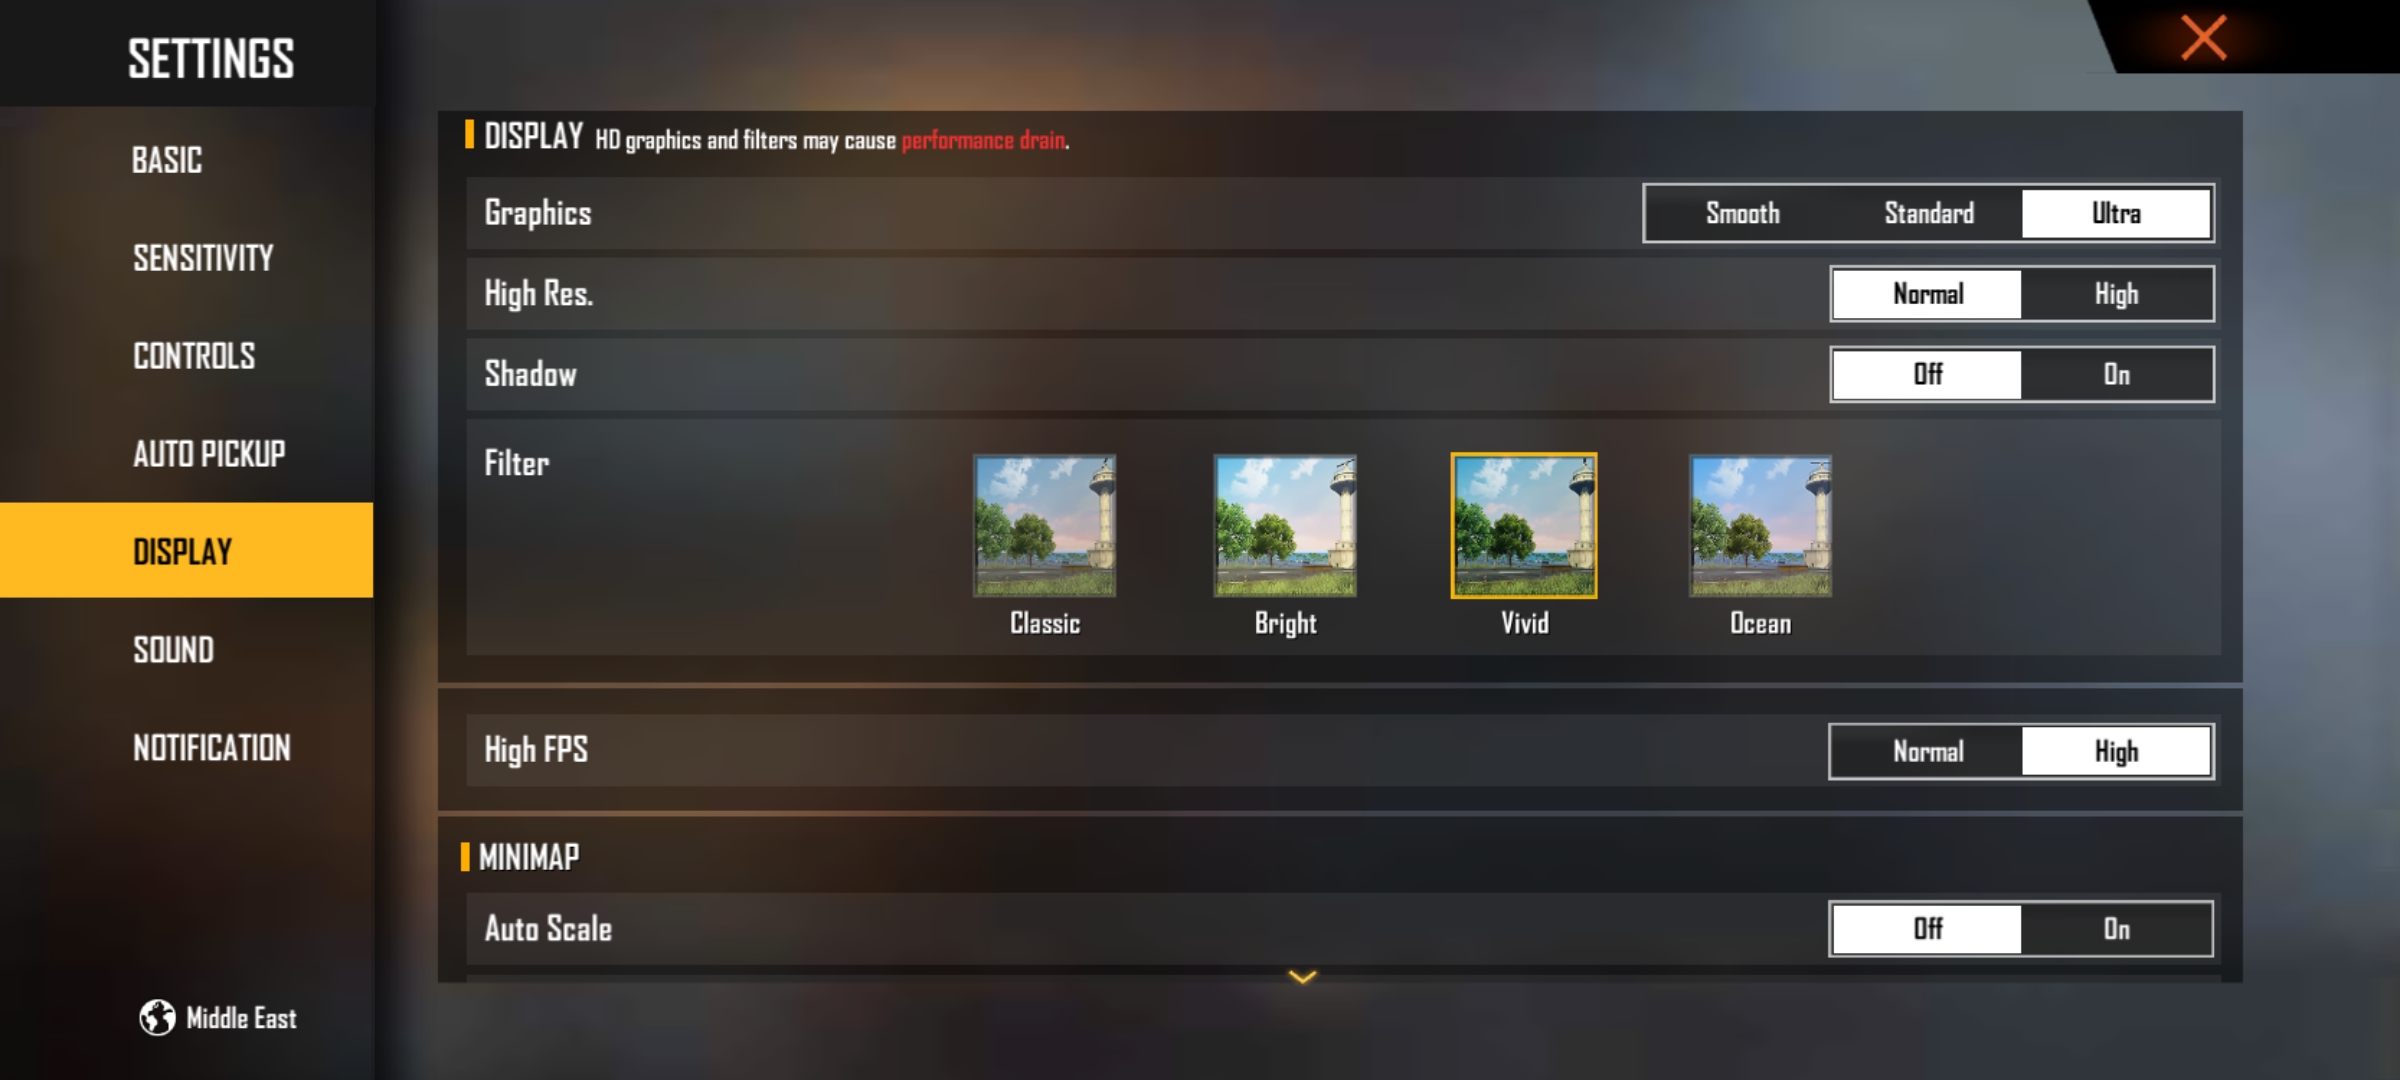 SETTINGS
BASIC
SENSITIVITY
CONTROLS
AUTO PICKUP
DISPLAY
SOUND
NOTIFICATION
Middle East
DISPLAY HD graphics and filters may cause performance drain.
Graphics Smooth Standard Ultra
High Res. Normal High
Shadow Off On
Filter
Classic Bright Vivid Ocean
High FPS Normal High
MINIMAP
Auto Scale Off On